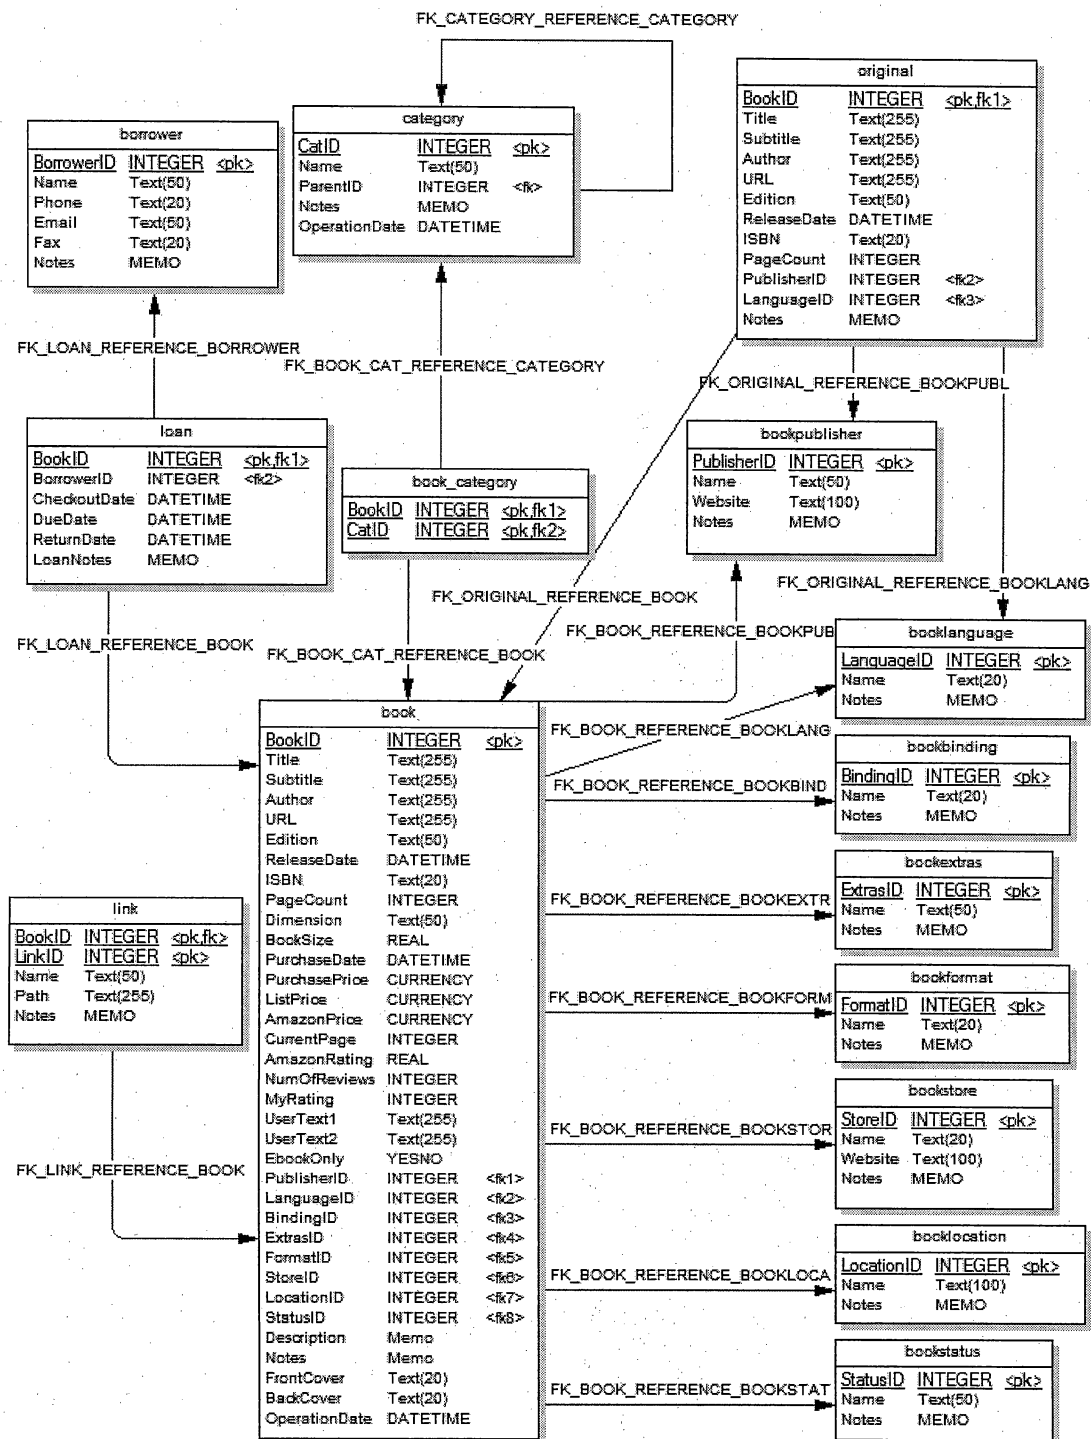 FK_CATEGORY_REFERENCE_CATEGORY
borrower
BorrowerID INTEGER <pk>
Name Text(50)
Phone Text(20)
Email Text(50)
Fax Text(20)
Notes MEMO
category
CatID INTEGER <pk>
Name Text(50)
ParentID INTEGER <fk>
Notes MEMO
OperationDate DATETIME
original
BookID INTEGER <pk,fk1>
Title Text(255)
Subtitle Text(255)
Author Text(255)
URL Text(255)
Edition Text(50)
ReleaseDate DATETIME
ISBN Text(20)
PageCount INTEGER
PublisherID INTEGER <fk2>
LanguageID INTEGER <fk3>
Notes MEMO
FK_LOAN_REFERENCE_BORROWER
FK_BOOK_CAT_REFERENCE_CATEGORY
FK_ORIGINAL_REFERENCE_BOOKPUBL
loan
BookID INTEGER <pk,fk1>
BorrowerID INTEGER <fk2>
CheckoutDate DATETIME
DueDate DATETIME
ReturnDate DATETIME
LoanNotes MEMO
book_category
BookID INTEGER <pk,fk1>
CatID INTEGER <pk,fk2>
bookpublisher
PublisherID INTEGER <pk>
Name Text(50)
Website Text(100)
Notes MEMO
FK_ORIGINAL_REFERENCE_BOOKLANG
FK_ORIGINAL_REFERENCE_BOOK
FK_LOAN_REFERENCE_BOOK
FK_BOOK_CAT_REFERENCE_BOOK
FK_BOOK_REFERENCE_BOOKPUB
booklanguage
LanguageID INTEGER <pk>
Name Text(20)
Notes MEMO
book
BookID INTEGER <pk>
Title Text(255)
Subtitle Text(255)
Author Text(255)
URL Text(255)
Edition Text(50)
ReleaseDate DATETIME
ISBN Text(20)
PageCount INTEGER
Dimension Text(50)
BookSize REAL
PurchaseDate DATETIME
PurchasePrice CURRENCY
ListPrice CURRENCY
AmazonPrice CURRENCY
CurrentPage INTEGER
AmazonRating REAL
NumOfReviews INTEGER
MyRating INTEGER
UserText1 Text(255)
UserText2 Text(255)
EbookOnly YESNO
PublisherID INTEGER <fk1>
LanguageID INTEGER <fk2>
BindingID INTEGER <fk3>
ExtrasID INTEGER <fk4>
FormatID INTEGER <fk5>
StoreID INTEGER <fk6>
LocationID INTEGER <fk7>
StatusID INTEGER <fk8>
Description Memo
Notes Memo
FrontCover Text(20)
BackCover Text(20)
OperationDate DATETIME
link
BookID INTEGER <pk,fk>
LinkID INTEGER <pk>
Name Text(50)
Path Text(255)
Notes MEMO
FK_LINK_REFERENCE_BOOK
FK_BOOK_REFERENCE_BOOKLANG
FK_BOOK_REFERENCE_BOOKBIND
bookbinding
BindingID INTEGER <pk>
Name Text(20)
Notes MEMO
FK_BOOK_REFERENCE_BOOKEXTR
bookextras
ExtrasID INTEGER <pk>
Name Text(50)
Notes MEMO
FK_BOOK_REFERENCE_BOOKFORM
bookformat
FormatID INTEGER <pk>
Name Text(20)
Notes MEMO
FK_BOOK_REFERENCE_BOOKSTOR
bookstore
StoreID INTEGER <pk>
Name Text(20)
Website Text(100)
Notes MEMO
FK_BOOK_REFERENCE_BOOKLOCA
booklocation
LocationID INTEGER <pk>
Name Text(100)
Notes MEMO
FK_BOOK_REFERENCE_BOOKSTAT
bookstatus
StatusID INTEGER <pk>
Name Text(50)
Notes MEMO